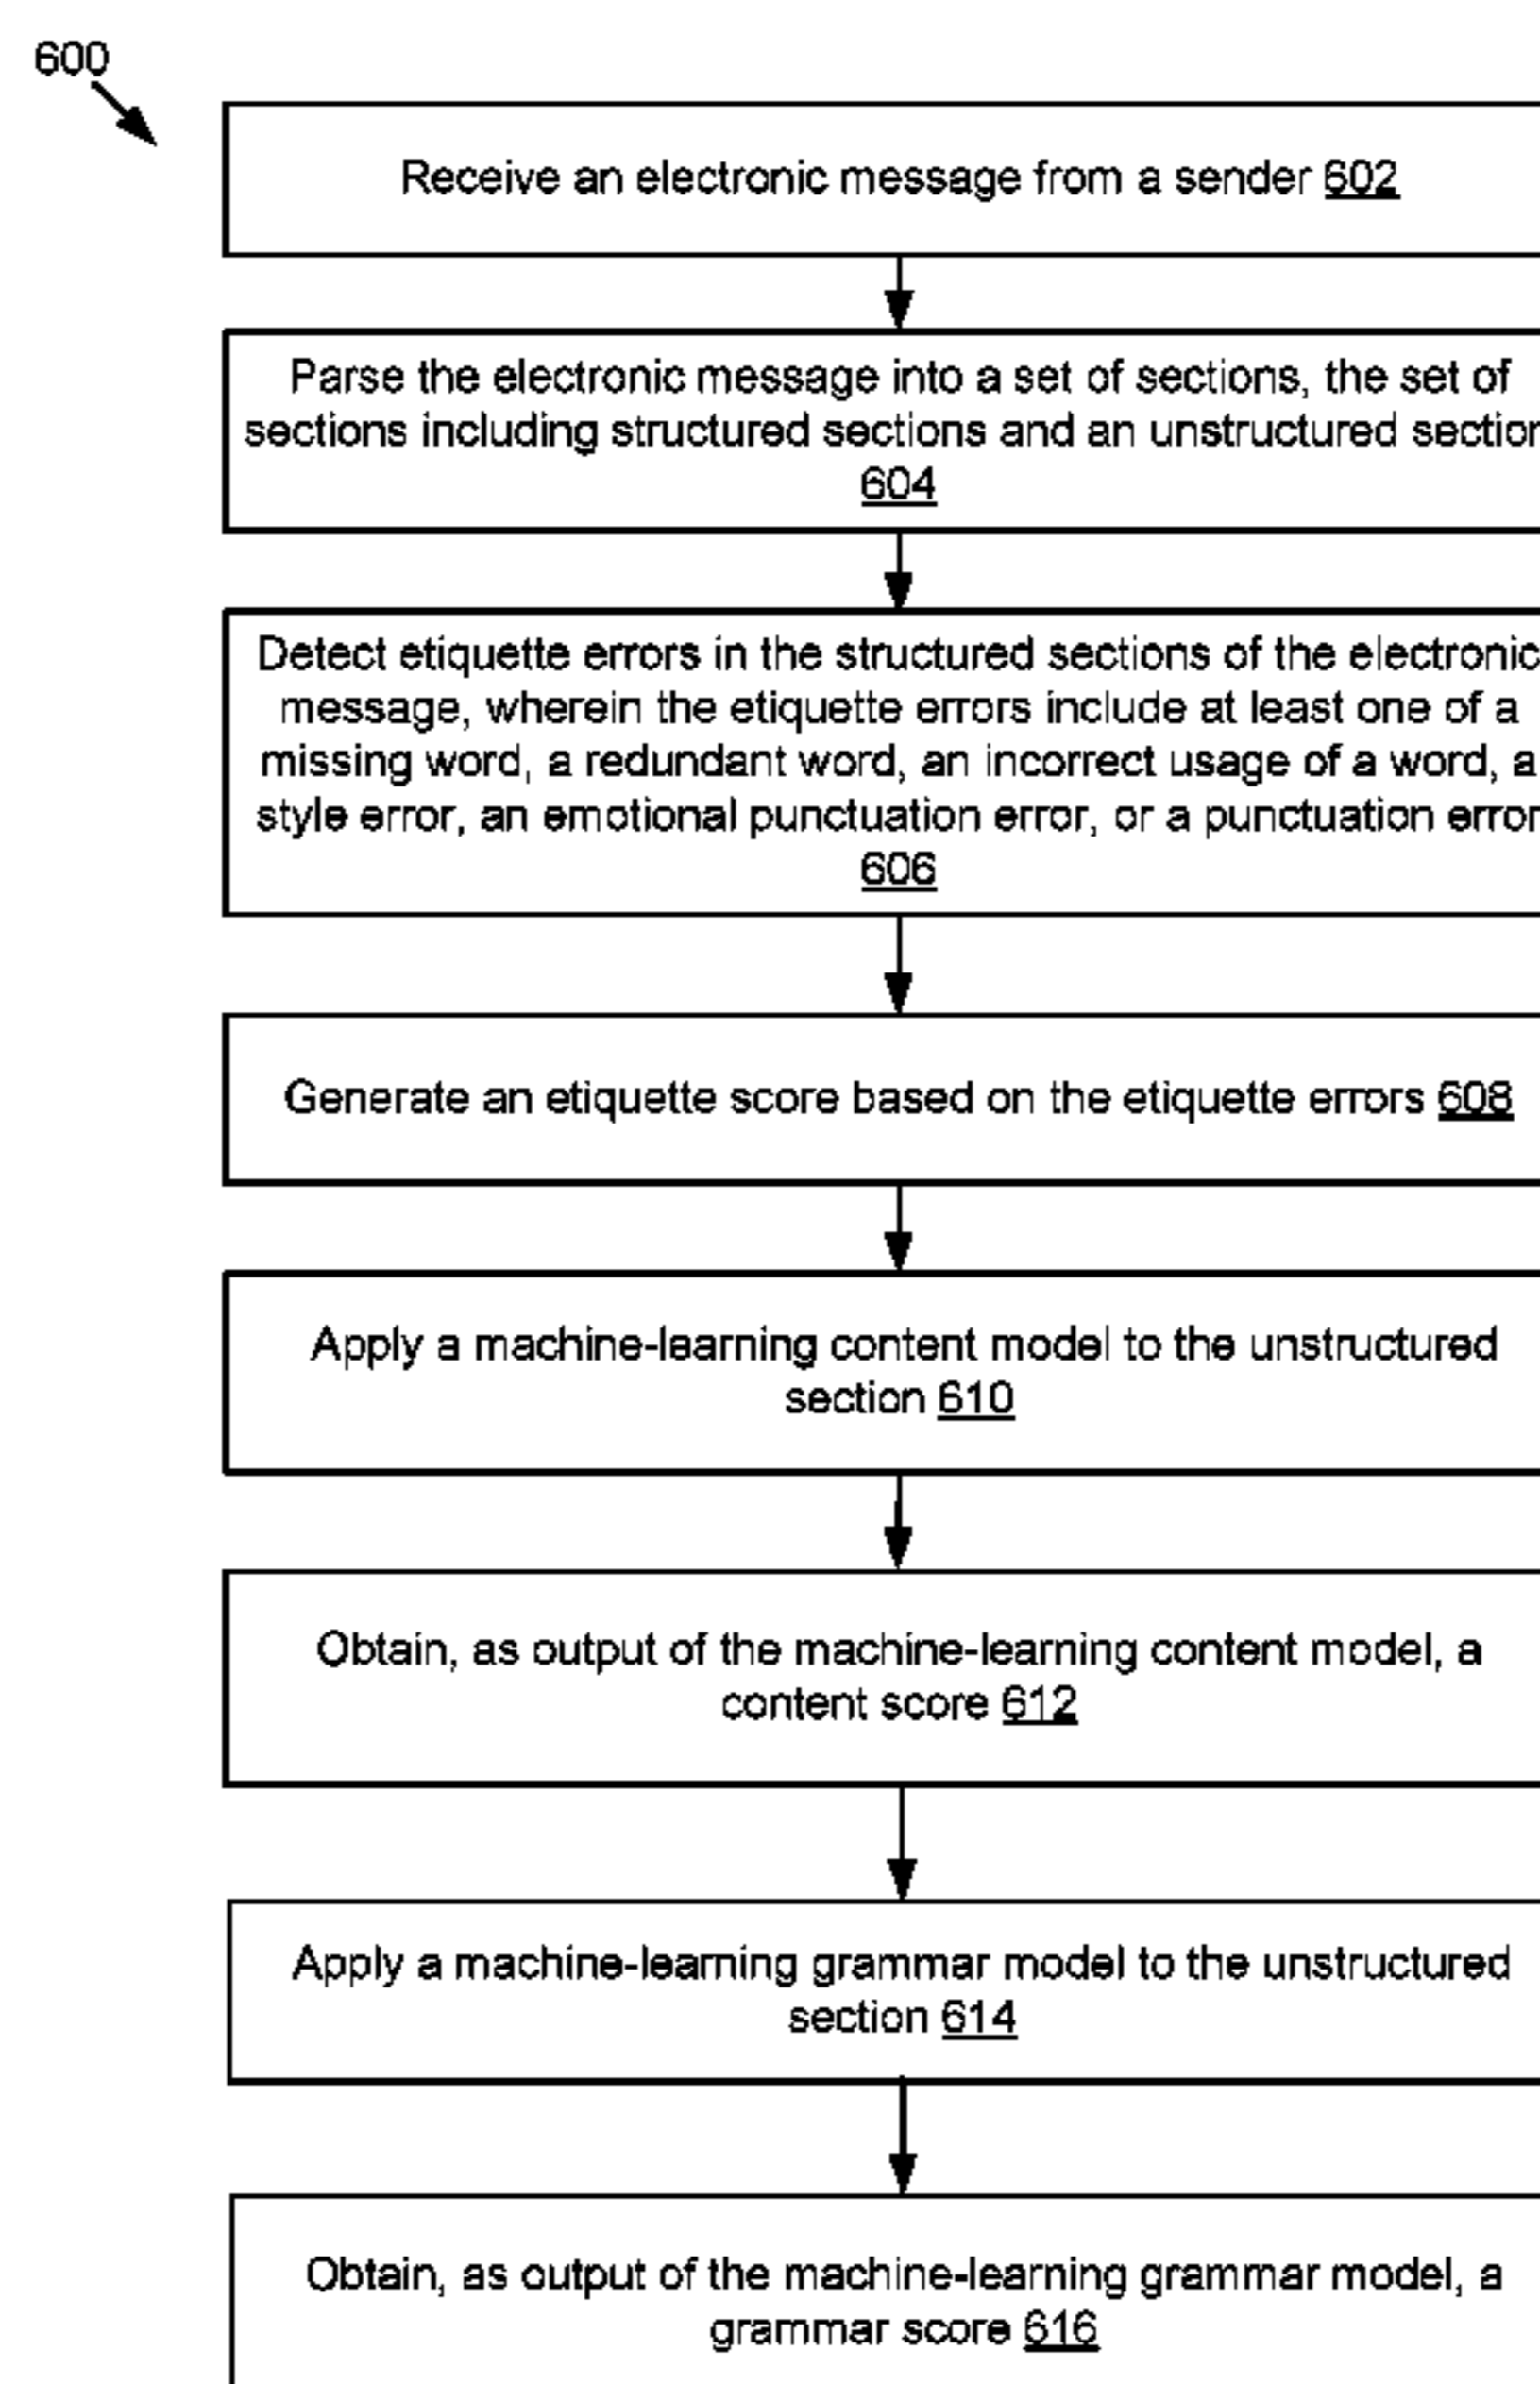 600
Receive an electronic message from a sender 602
Parse the electronic message into a set of sections, the set of
sections including structured sections and an unstructured section
604
Detect etiquette errors in the structured sections of the electronic
message, wherein the etiquette errors include at least one of a
missing word, a redundant word, an incorrect usage of a word, a
style error, an emotional punctuation error, or a punctuation error
606
Generate an etiquette score based on the etiquette errors 608
Apply a machine-learning content model to the unstructured
section 610
Obtain, as output of the machine-learning content model, a
content score 612
Apply a machine-learning grammar model to the unstructured
section 614
Obtain, as output of the machine-learning grammar model, a
grammar score 616